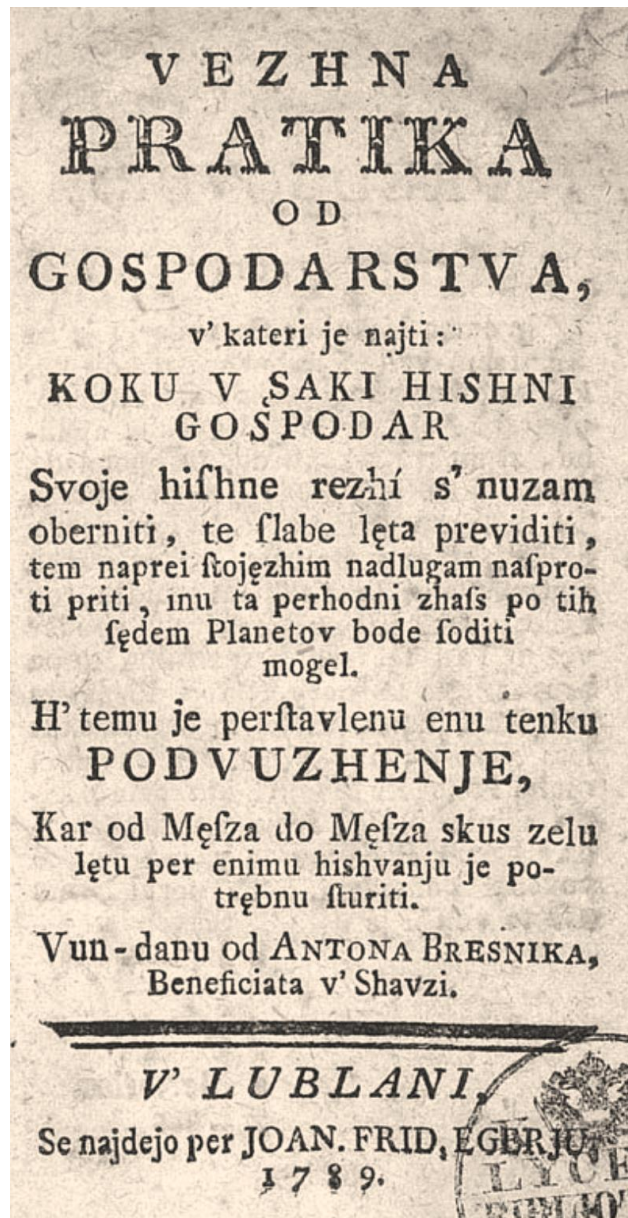 VEZHNA
PRATIKA
OD
GOSPODARSTVA,
v' kateri je najti:
KOKU V SAKI HISHNI
GOSPODAR
Svoje hiſhne rezhí s' nuzam
oberniti, te ſlabe lęta previditi,
tem naprei ſtojęzhim nadlugam naſpro-
ti priti, inu ta perhodni zhaſs po tih
ſędem Planetov bode ſoditi
mogel.
H' temu je perſtavlenu enu tenku
PODVUZHENJE,
Kar od Męſza do Męſza skus zelu
lętu per enimu hishvanju je po-
trębnu ſturiti.
Vun-danu od ANTONA BRESNIKA,
Beneficiata v' Shavzi.
V' LUBLANI,
Se najdejo per JOAN. FRID, EGERJU
1789.
LYCE